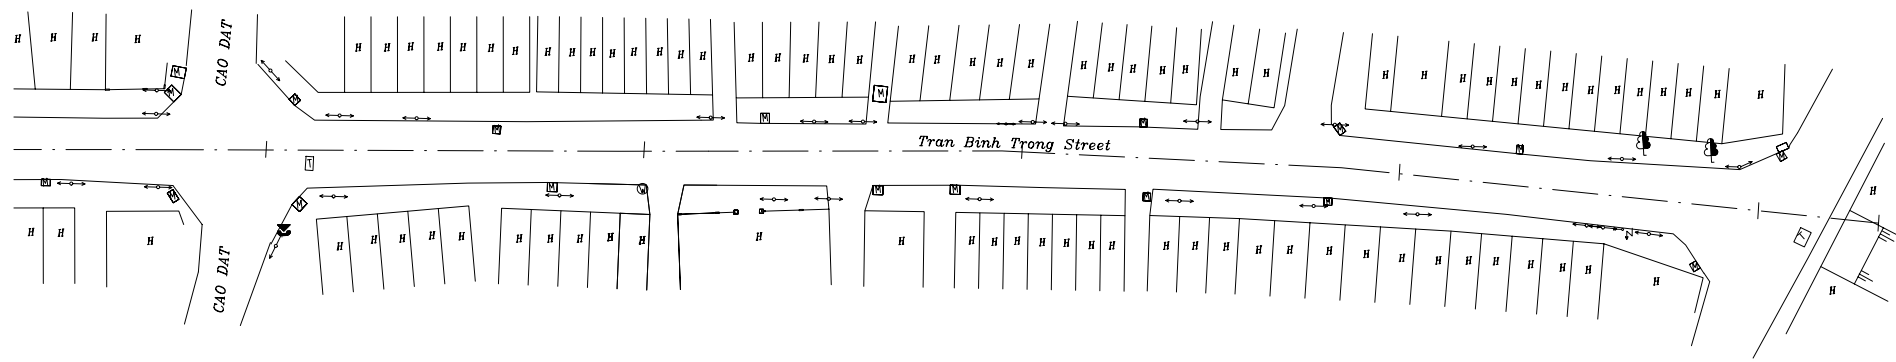 H H H H
CAO DAT
H H H H H H H
H H H H H H H H
H H H H H
H H H H H
H H H H H
H H
H H H H H H H H H H H H H H
M M M M M M M M M M
Tran Binh Trong Street
T
M M M M M M M M M
H H H
CAO DAT
H H H H H
H H H H H
H
H
H H H H H H H
H H H H H H H H H H H H H H
H
H
H